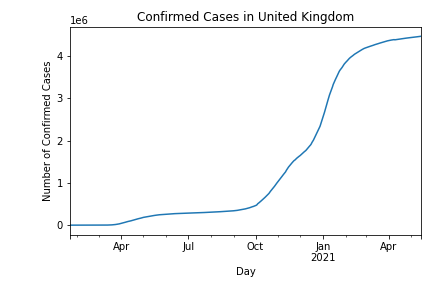 Confirmed Cases in United Kingdom
1e6
4
3
2
1
0
Number of Confirmed Cases
Apr
Jul
Oct
Jan
2021
Apr
Day